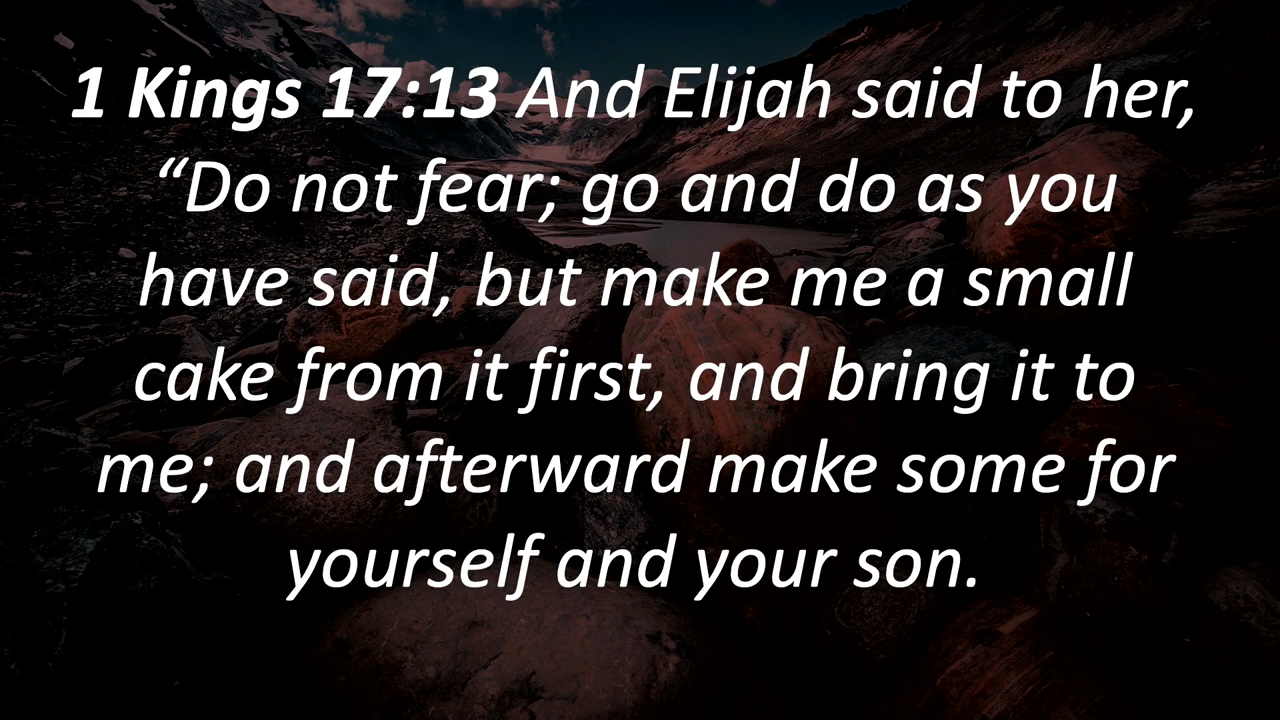 1 Kings 17:13 And Elijah said to her,
“Do not fear; go and do as you
have said, but make me a small
cake from it first, and bring it to
me; and afterward make some for
yourself and your son.